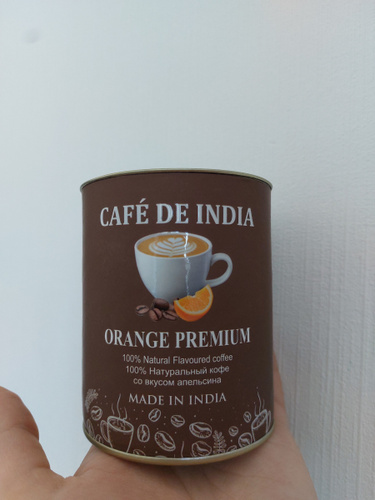 CAFÉ DE INDIA
ORANGE PREMIUM
100% Natural Flavoured coffee
100% Натуральный кофе
со вкусом апельсина
MADE IN INDIA